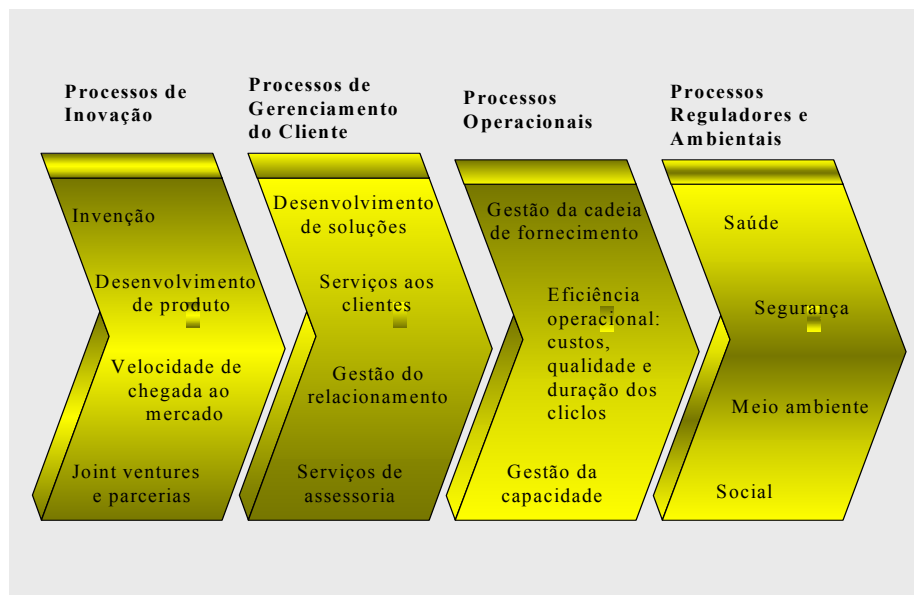 Processos de
Inovação
Invenção
Desenvolvimento
de produto
Velocidade de
chegada ao
mercado
Joint ventures
e parcerias
Processos de
Gerenciamento
do Cliente
Desenvolvimento
de soluções
Serviços aos
clientes
Gestão do
relacionamento
Serviços de
assessoria
Processos
Operacionais
Gestão da cadeia
de fornecimento
Eficiência
operacional:
custos,
qualidade e
duração dos
cliclos
Gestão da
capacidade
Processos
Reguladores e
Ambientais
Saúde
Segurança
Meio ambiente
Social